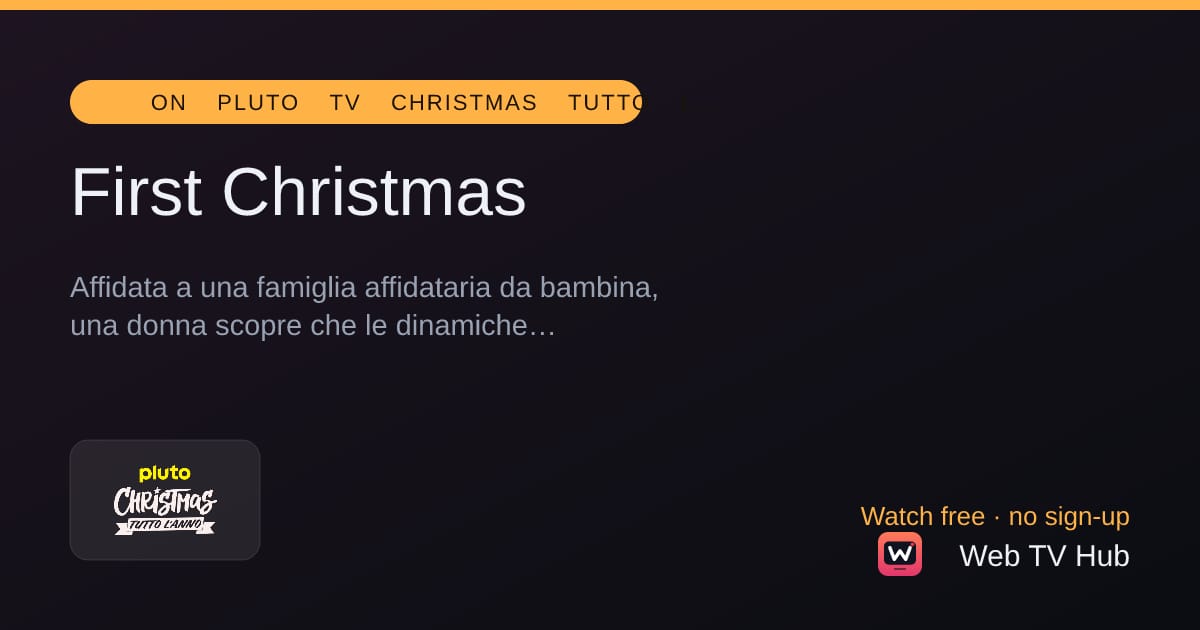 ON PLUTO TV CHRISTMAS TUTTO
First Christmas
Affidata a una famiglia affidataria da bambina,
una donna scopre che le dinamiche…
pluto
CHRISTMAS
TUTTO L'ANNO
Watch free · no sign-up
W
Web TV Hub